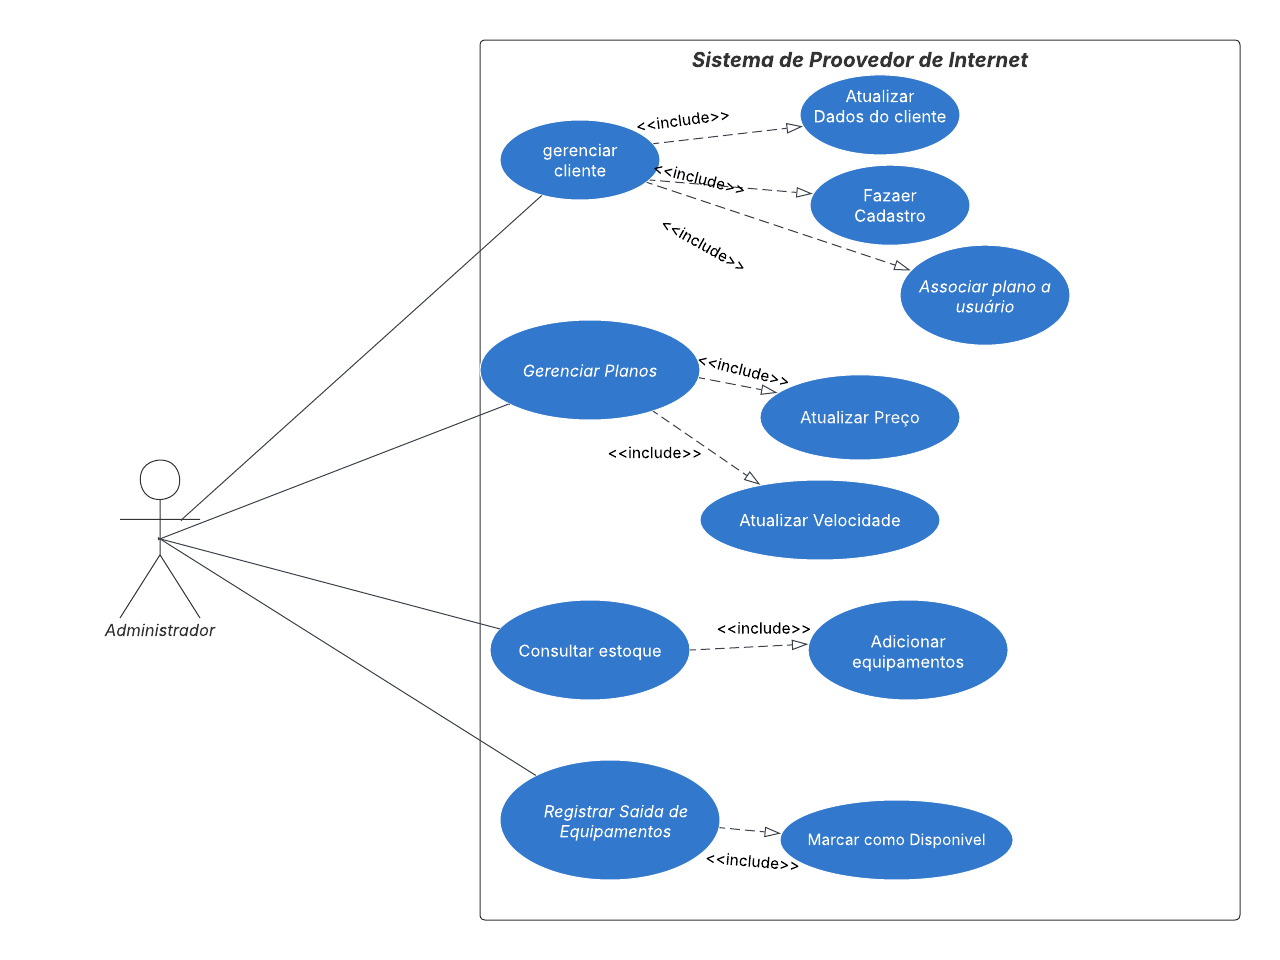 Sistema de Proovedor de Internet
Atualizar
Dados do cliente
<<include>>
gerenciar
cliente
<<include>>
Fazaer
Cadastro
<<include>>
Associar plano a
usuário
Gerenciar Planos
<<include>>
Atualizar Preço
<<include>>
Atualizar Velocidade
Administrador
Consultar estoque
<<include>>
Adicionar
equipamentos
Registrar Saida de
Equipamentos
<<include>>
Marcar como Disponivel